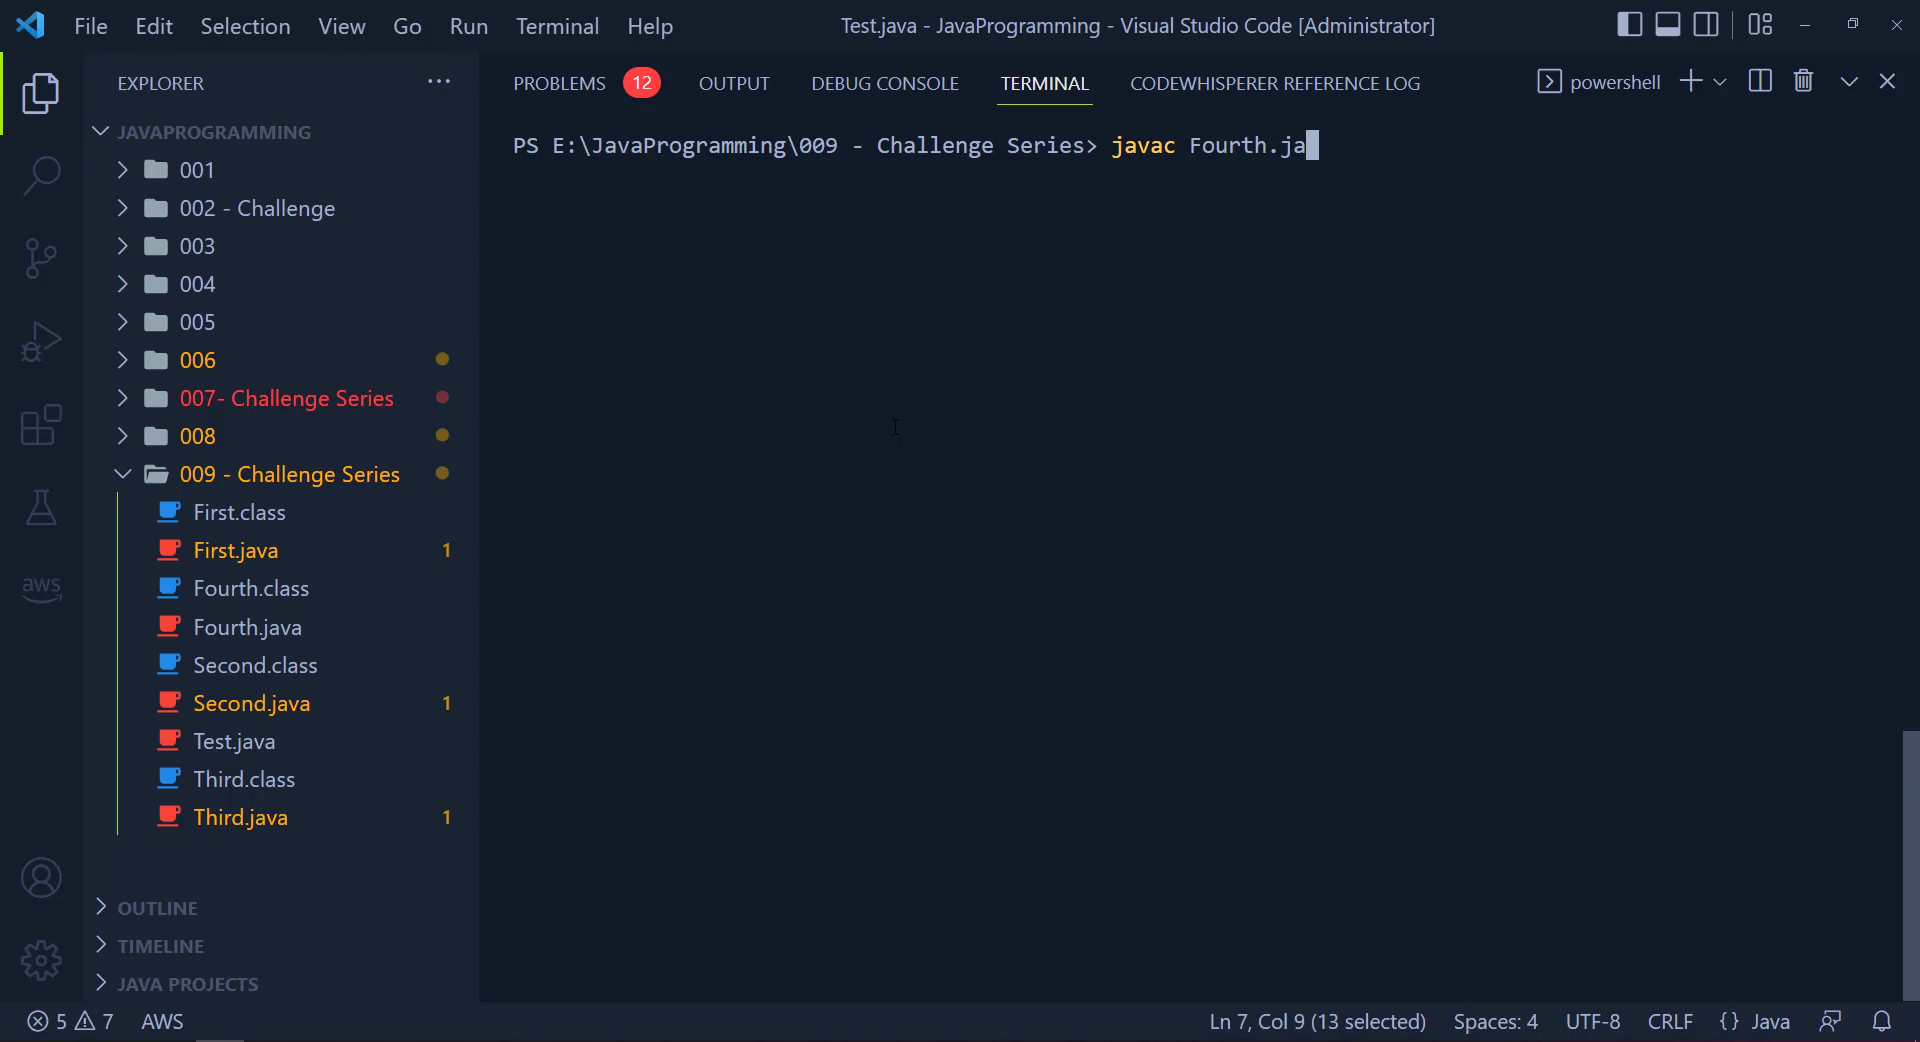 File Edit Selection View Go Run Terminal Help Test.java - JavaProgramming - Visual Studio Code [Administrator]
EXPLORER
PROBLEMS 12 OUTPUT DEBUG CONSOLE TERMINAL CODEWHISPERER REFERENCE LOG powershell
JAVAPROGRAMMING
PS E:\JavaProgramming\009 - Challenge Series> javac Fourth.ja
001
002 - Challenge
003
004
005
006
007- Challenge Series
008
009 - Challenge Series
First.class
First.java 1
Fourth.class
Fourth.java
Second.class
Second.java 1
Test.java
Third.class
Third.java 1
aws
OUTLINE
TIMELINE
JAVA PROJECTS
5 7 AWS Ln 7, Col 9 (13 selected) Spaces: 4 UTF-8 CRLF {} Java